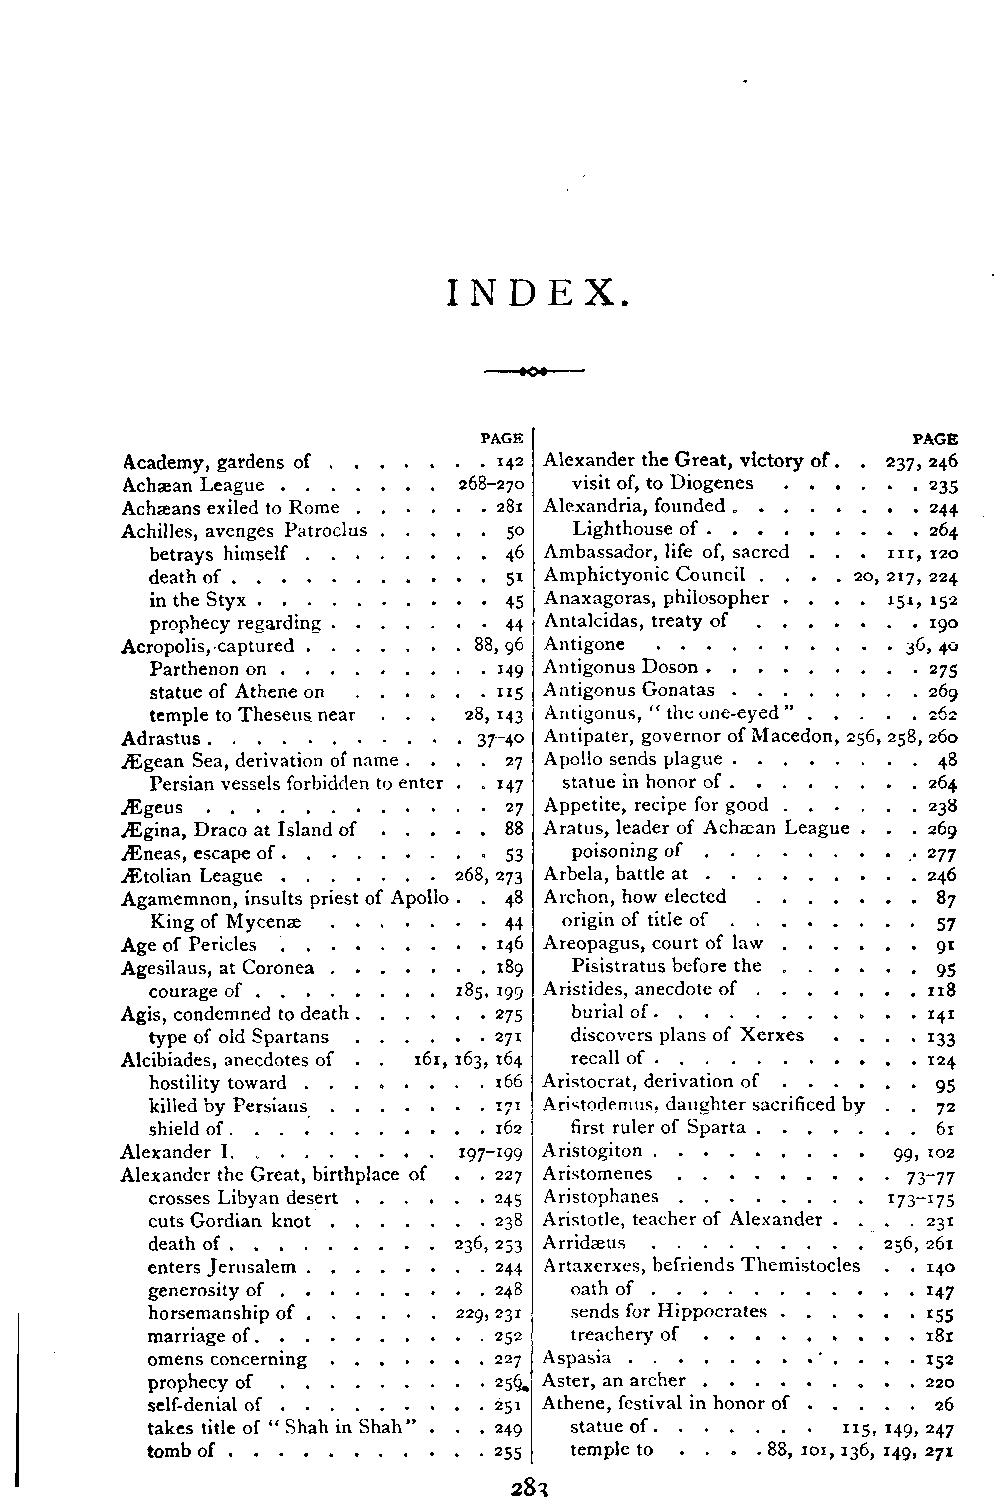 INDEX.
PAGE
Academy, gardens of . . . . . . . 142
Achæan League . . . . . . . 268-270
Achæans exiled to Rome . . . . . . 281
Achilles, avenges Patroclus . . . . . 50
betrays himself . . . . . . . . 46
death of . . . . . . . . . . . 51
in the Styx . . . . . . . . . . 45
prophecy regarding . . . . . . . 44
Acropolis, captured . . . . . . . 88, 96
Parthenon on . . . . . . . . . 149
statue of Athene on . . . . . . 115
temple to Theseus near . . . 28, 143
Adrastus . . . . . . . . . . . 37-40
Ægean Sea, derivation of name . . . . 27
Persian vessels forbidden to enter . . 147
Ægeus . . . . . . . . . . . . 27
Ægina, Draco at Island of . . . . . 88
Æneas, escape of . . . . . . . . . 53
Ætolian League . . . . . . . 268, 273
Agamemnon, insults priest of Apollo . . 48
King of Mycenæ . . . . . . . 44
Age of Pericles . . . . . . . . . 146
Agesilaus, at Coronea . . . . . . . 189
courage of . . . . . . . . 185, 199
Agis, condemned to death . . . . . . 275
type of old Spartans . . . . . . 271
Alcibiades, anecdotes of . . 161, 163, 164
hostility toward . . . . . . . . 166
killed by Persians . . . . . . . 171
shield of . . . . . . . . . . . 162
Alexander I. . . . . . . . . 197-199
Alexander the Great, birthplace of . . 227
crosses Libyan desert . . . . . . 245
cuts Gordian knot . . . . . . . 238
death of . . . . . . . . . 236, 253
enters Jerusalem . . . . . . . . 244
generosity of . . . . . . . . . 248
horsemanship of . . . . . . 229, 231
marriage of . . . . . . . . . . 252
omens concerning . . . . . . . 227
prophecy of . . . . . . . . .
self-denial of . . . . . . . . . 251
takes title of "Shah in Shah" . . . 249
tomb of . . . . . . . . . . . 255
PAGE
Alexander the Great, victory of . . 237, 246
visit of, to Diogenes . . . . . . 235
Alexandria, founded . . . . . . . . 244
Lighthouse of . . . . . . . . . 264
Ambassador, life of, sacred . . . 111, 120
Amphictyonic Council . . . . 20, 217, 224
Anaxagoras, philosopher . . . . 151, 152
Antalcidas, treaty of . . . . . . . 190
Antigone . . . . . . . . . . 36, 40
Antigonus Doson . . . . . . . . . 275
Antigonus Gonatas . . . . . . . . 269
Antigonus, "the one-eyed" . . . . . 262
Antipater, governor of Macedon, 256, 258, 260
Apollo sends plague . . . . . . . . 48
statue in honor of . . . . . . . . 264
Appetite, recipe for good . . . . . . 238
Aratus, leader of Achæan League . . . 269
poisoning of . . . . . . . . . 277
Arbela, battle at . . . . . . . . . 246
Archon, how elected . . . . . . . 87
origin of title of . . . . . . . . 57
Areopagus, court of law . . . . . . 91
Pisistratus before the . . . . . . 95
Aristides, anecdote of . . . . . . . 118
burial of . . . . . . . . . . . 141
discovers plans of Xerxes . . . . 133
recall of . . . . . . . . . . . 124
Aristocrat, derivation of . . . . . . 95
Aristodemus, daughter sacrificed by . . 72
first ruler of Sparta . . . . . . . 61
Aristogiton . . . . . . . . . 99, 102
Aristomenes . . . . . . . . . 73-77
Aristophanes . . . . . . . . 173-175
Aristotle, teacher of Alexander . . . . 231
Arridæus . . . . . . . . . 256, 261
Artaxerxes, befriends Themistocles . . 140
oath of . . . . . . . . . . . 147
sends for Hippocrates . . . . . . 155
treachery of . . . . . . . . . 181
Aspasia . . . . . . . . . . . . 152
Aster, an archer . . . . . . . . . 220
Athene, festival in honor of . . . . . 26
statue of . . . . . . . 115, 149, 247
temple to . . . . 88, 101, 136, 149, 271
283